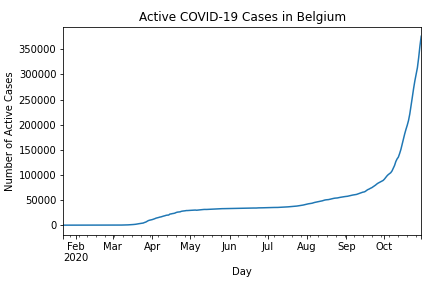 Active COVID-19 Cases in Belgium
Number of Active Cases
350000
300000
250000
200000
150000
100000
50000
0
Feb Mar Apr May Jun Jul Aug Sep Oct
2020
Day